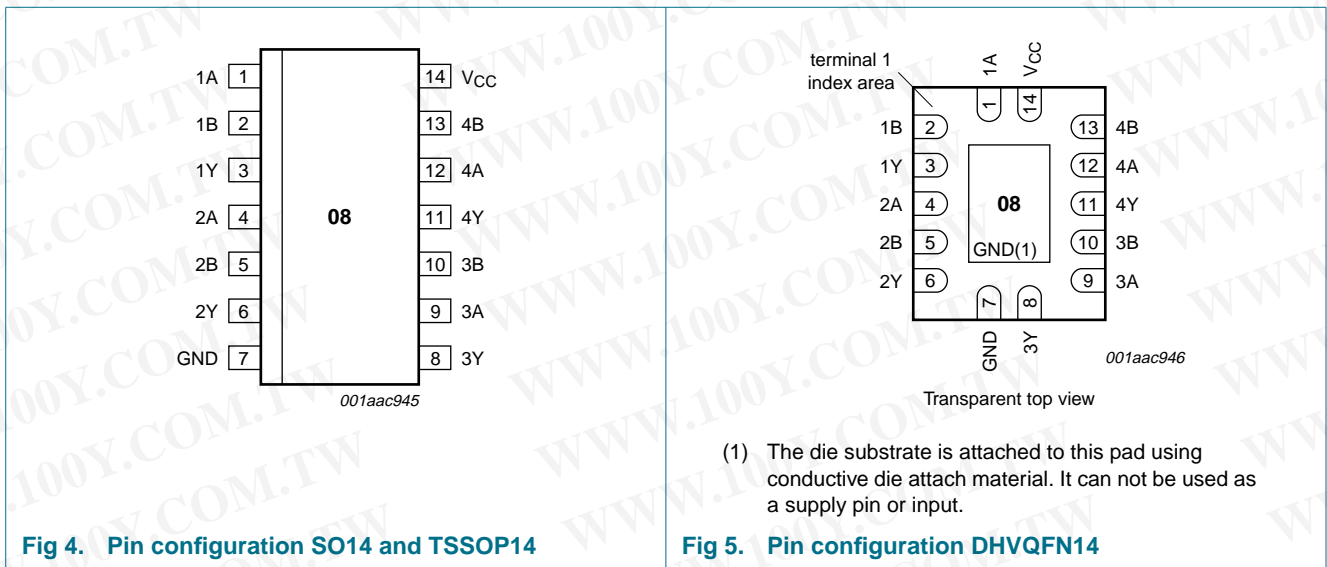 1A 1 14 VCC
1B 2 13 4B
1Y 3 12 4A
2A 4 08 11 4Y
2B 5 10 3B
2Y 6 9 3A
GND 7 8 3Y
001aac945
Fig 4. Pin configuration SO14 and TSSOP14
terminal 1
index area
1A VCC
1 14
1B 2 13 4B
1Y 3 12 4A
2A 4 08 11 4Y
2B 5 GND(1) 10 3B
2Y 6 9 3A
7 8
GND 3Y
001aac946
Transparent top view
(1) The die substrate is attached to this pad using
conductive die attach material. It can not be used as
a supply pin or input.
Fig 5. Pin configuration DHVQFN14
WWW.100Y.COM.TW